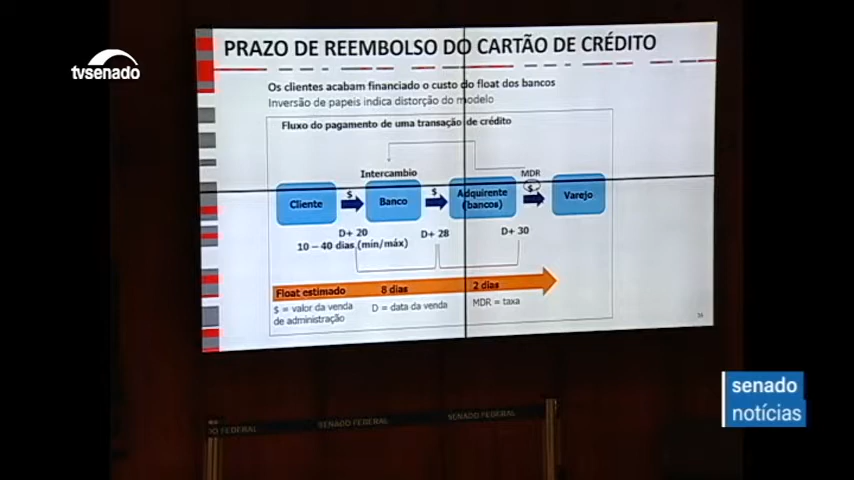 tvsenado
PRAZO DE REEMBOLSO DO CARTÃO DE CRÉDITO
Os clientes acabam financiado o custo do float dos bancos
Inversão de papeis indica distorção do modelo
Fluxo do pagamento de uma transação de crédito
Intercambio
MDR
Cliente
$
Banco
$
Adquirente
(bancos)
$
Varejo
D+ 20
10 – 40 dias (min/máx)
D+ 28
D+ 30
Float estimado
8 dias
2 dias
$ = valor da venda
de administração
D = data da venda
MDR = taxa
senado
notícias
DO FEDERAL
SENADO FEDERAL
SENADO FEDERAL